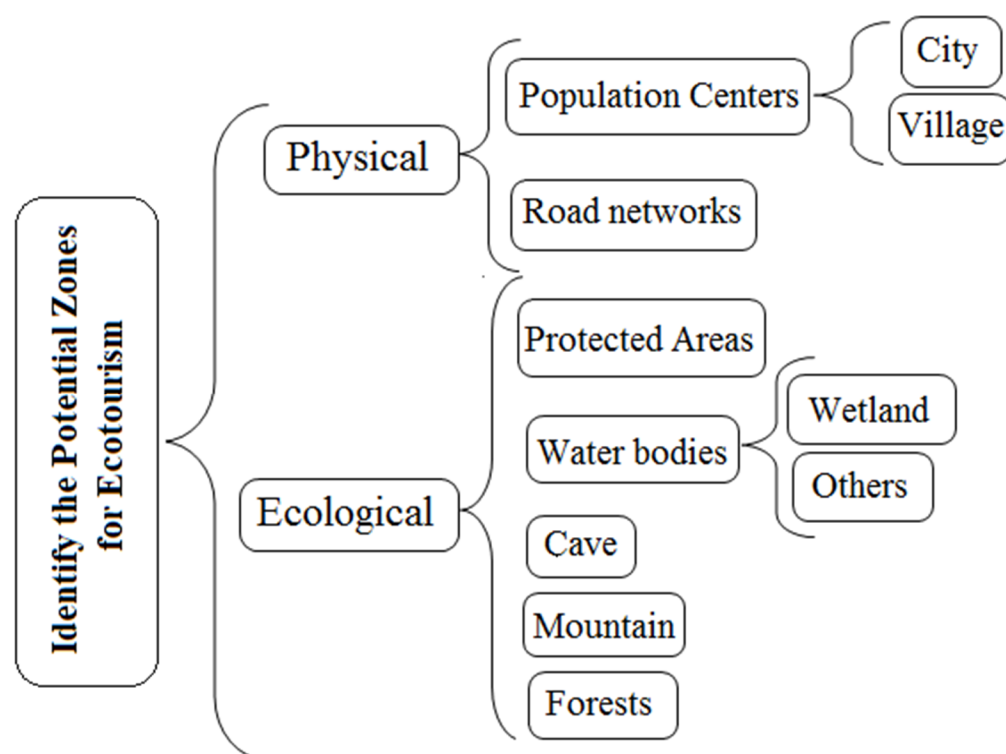 Identify the Potential Zones
for Ecotourism
Physical
Population Centers
City
Village
Road networks
Ecological
Protected Areas
Water bodies
Wetland
Others
Cave
Mountain
Forests